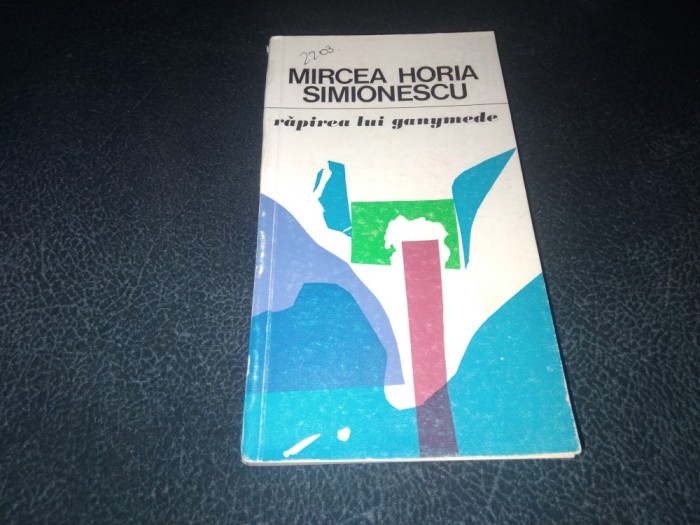 2203.
MIRCEA HORIA
SIMIONESCU
răpirea lui ganymede